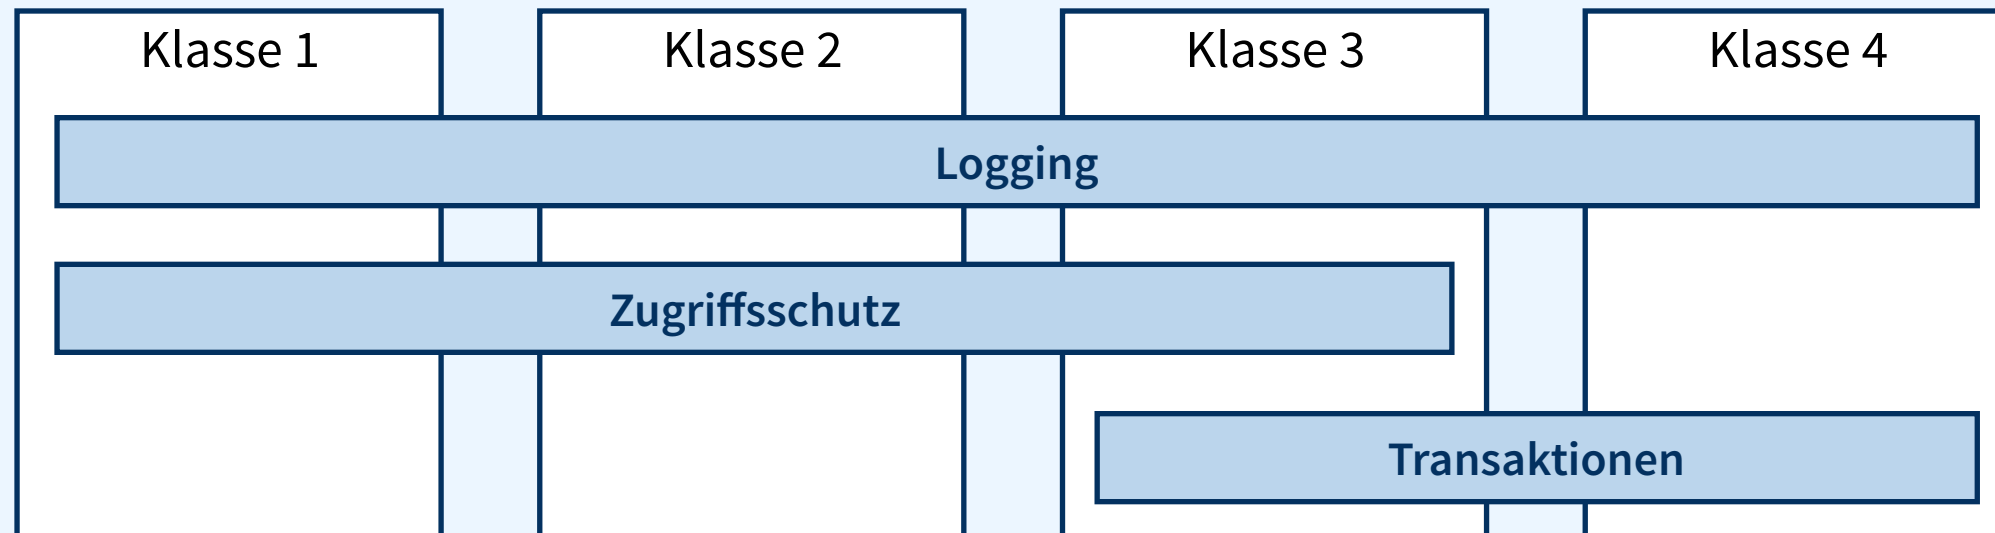 Klasse 1
Klasse 2
Klasse 3
Klasse 4
Logging
Zugriffsschutz
Transaktionen